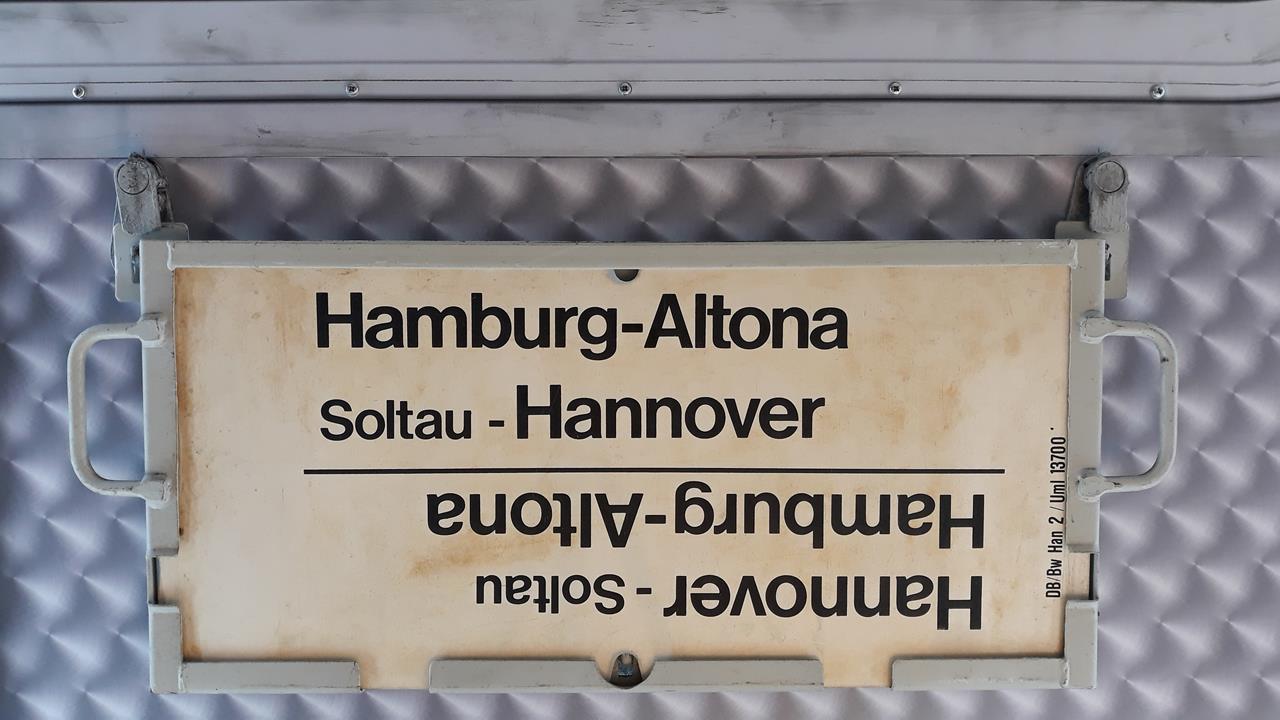 Hamburg-Altona
Soltau - Hannover
Hannover - Soltau
Hamburg-Altona
DB/Bw Han 2 / Uml 13700